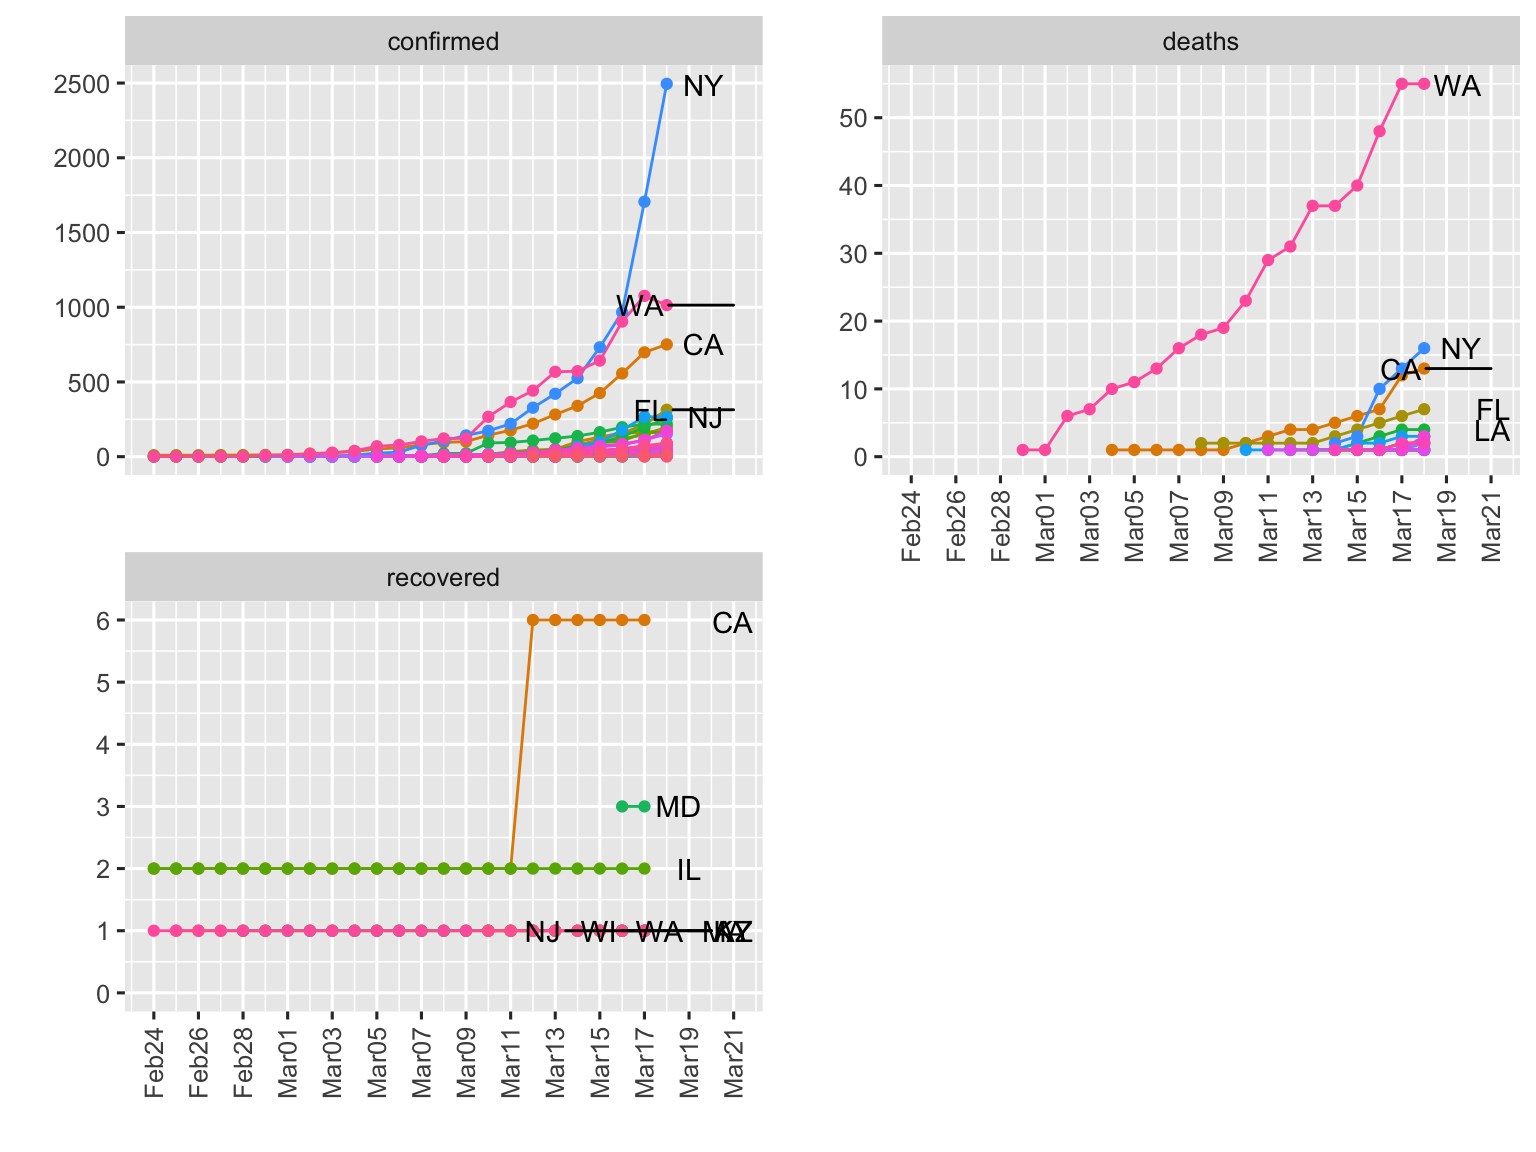 confirmed
2500
2000
1500
1000
500
0
NY
WA
CA
FL
NJ
deaths
50
40
30
20
10
0
WA
NY
CA
FL
LA
Feb24
Feb26
Feb28
Mar01
Mar03
Mar05
Mar07
Mar09
Mar11
Mar13
Mar15
Mar17
Mar19
Mar21
recovered
6
5
4
3
2
1
0
CA
MD
IL
NJ WI WA
Feb24
Feb26
Feb28
Mar01
Mar03
Mar05
Mar07
Mar09
Mar11
Mar13
Mar15
Mar17
Mar19
Mar21